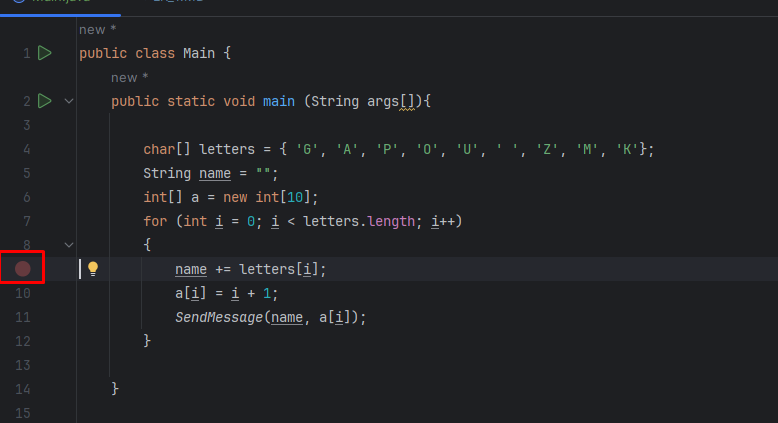 new *
1 public class Main {
new *
2 public static void main (String args[]){
3
4 char[] letters = { 'G', 'A', 'P', 'O', 'U', ' ', 'Z', 'M', 'K'};
5 String name = "";
6 int[] a = new int[10];
7 for (int i = 0; i < letters.length; i++)
8 {
name += letters[i];
10 a[i] = i + 1;
11 SendMessage(name, a[i]);
12 }
13
14 }
15